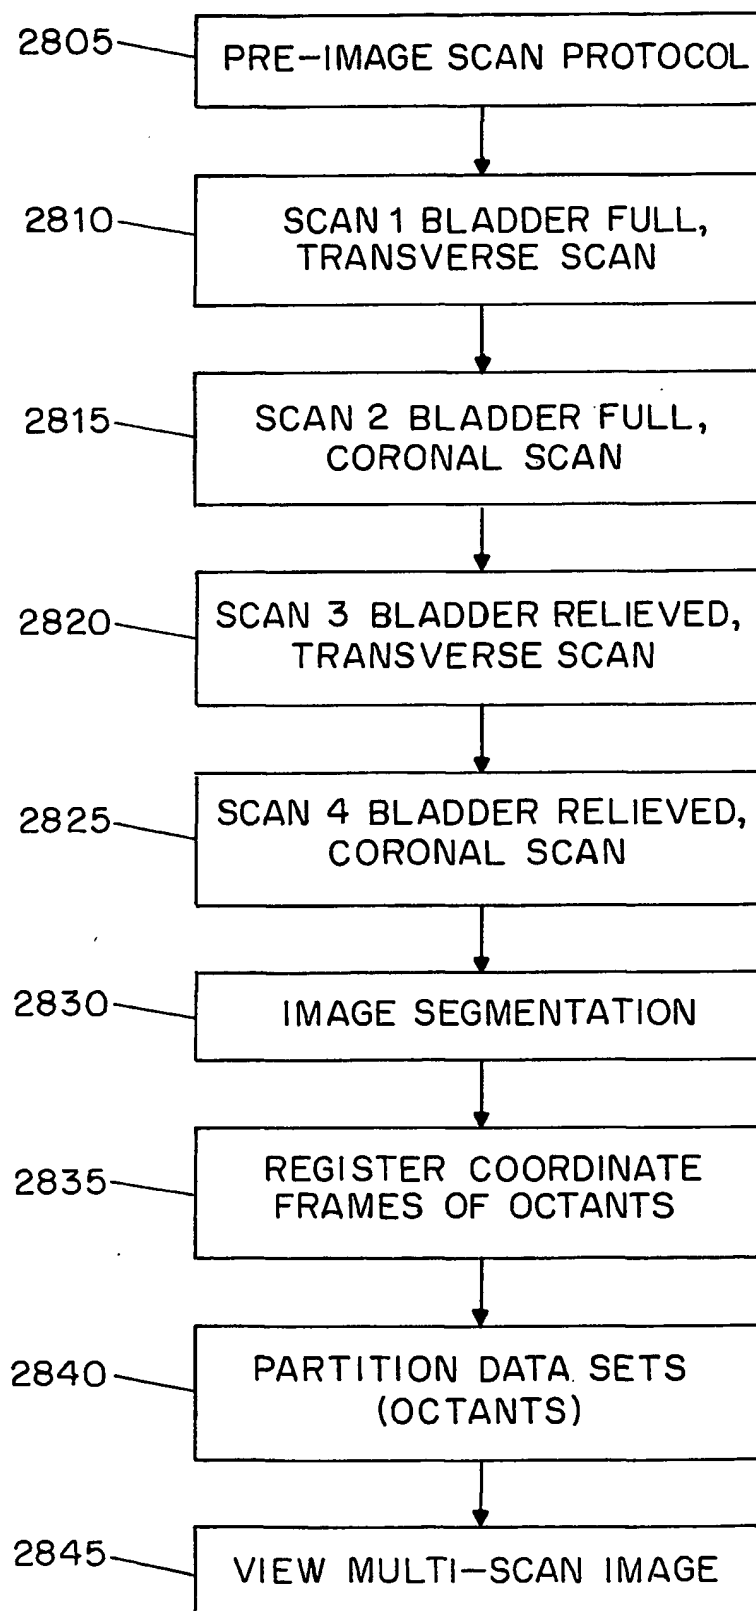 2805
PRE-IMAGE SCAN PROTOCOL
2810
SCAN 1 BLADDER FULL,
TRANSVERSE SCAN
2815
SCAN 2 BLADDER FULL,
CORONAL SCAN
2820
SCAN 3 BLADDER RELIEVED,
TRANSVERSE SCAN
2825
SCAN 4 BLADDER RELIEVED,
CORONAL SCAN
2830
IMAGE SEGMENTATION
2835
REGISTER COORDINATE
FRAMES OF OCTANTS
2840
PARTITION DATA SETS
(OCTANTS)
2845
VIEW MULTI-SCAN IMAGE